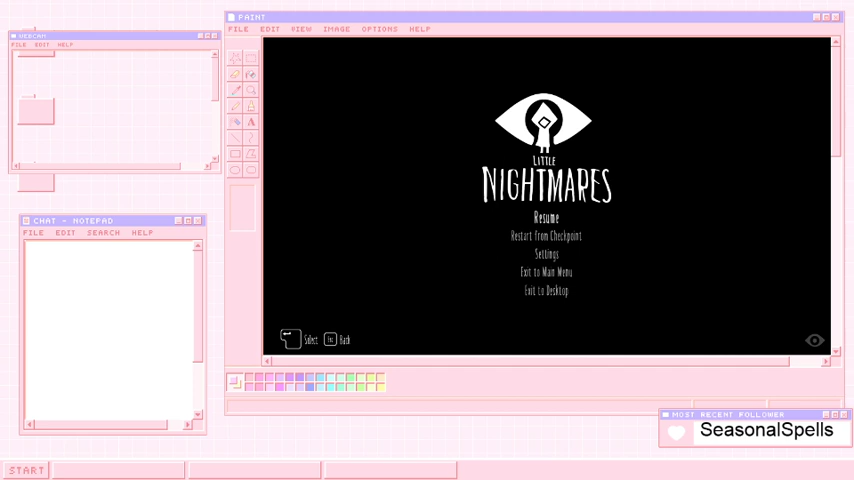 WEBCAM
FILE EDIT HELP
CHAT - NOTEPAD
FILE EDIT SEARCH HELP
PAINT
FILE EDIT VIEW IMAGE OPTIONS HELP
A
LITTLE
NIGHTMARES
Resume
Restart from Checkpoint
Settings
Exit to Main Menu
Exit to Desktop
Select Esc Back
MOST RECENT FOLLOWER
SeasonalSpells
START